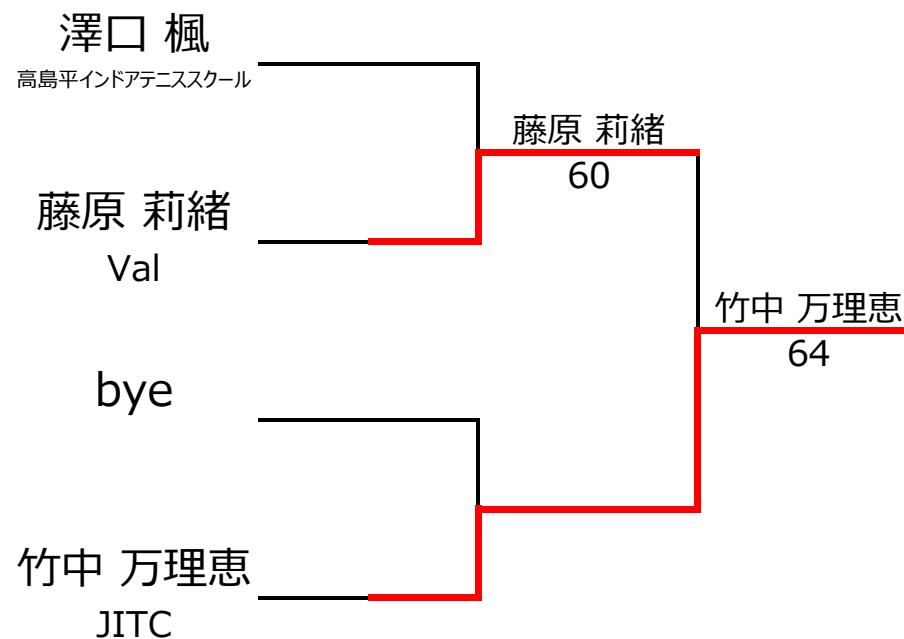 澤口 楓
高島平インドアテニススクール
藤原 莉緒
60
藤原 莉緒
Val
竹中 万理恵
64
bye
竹中 万理恵
JITC